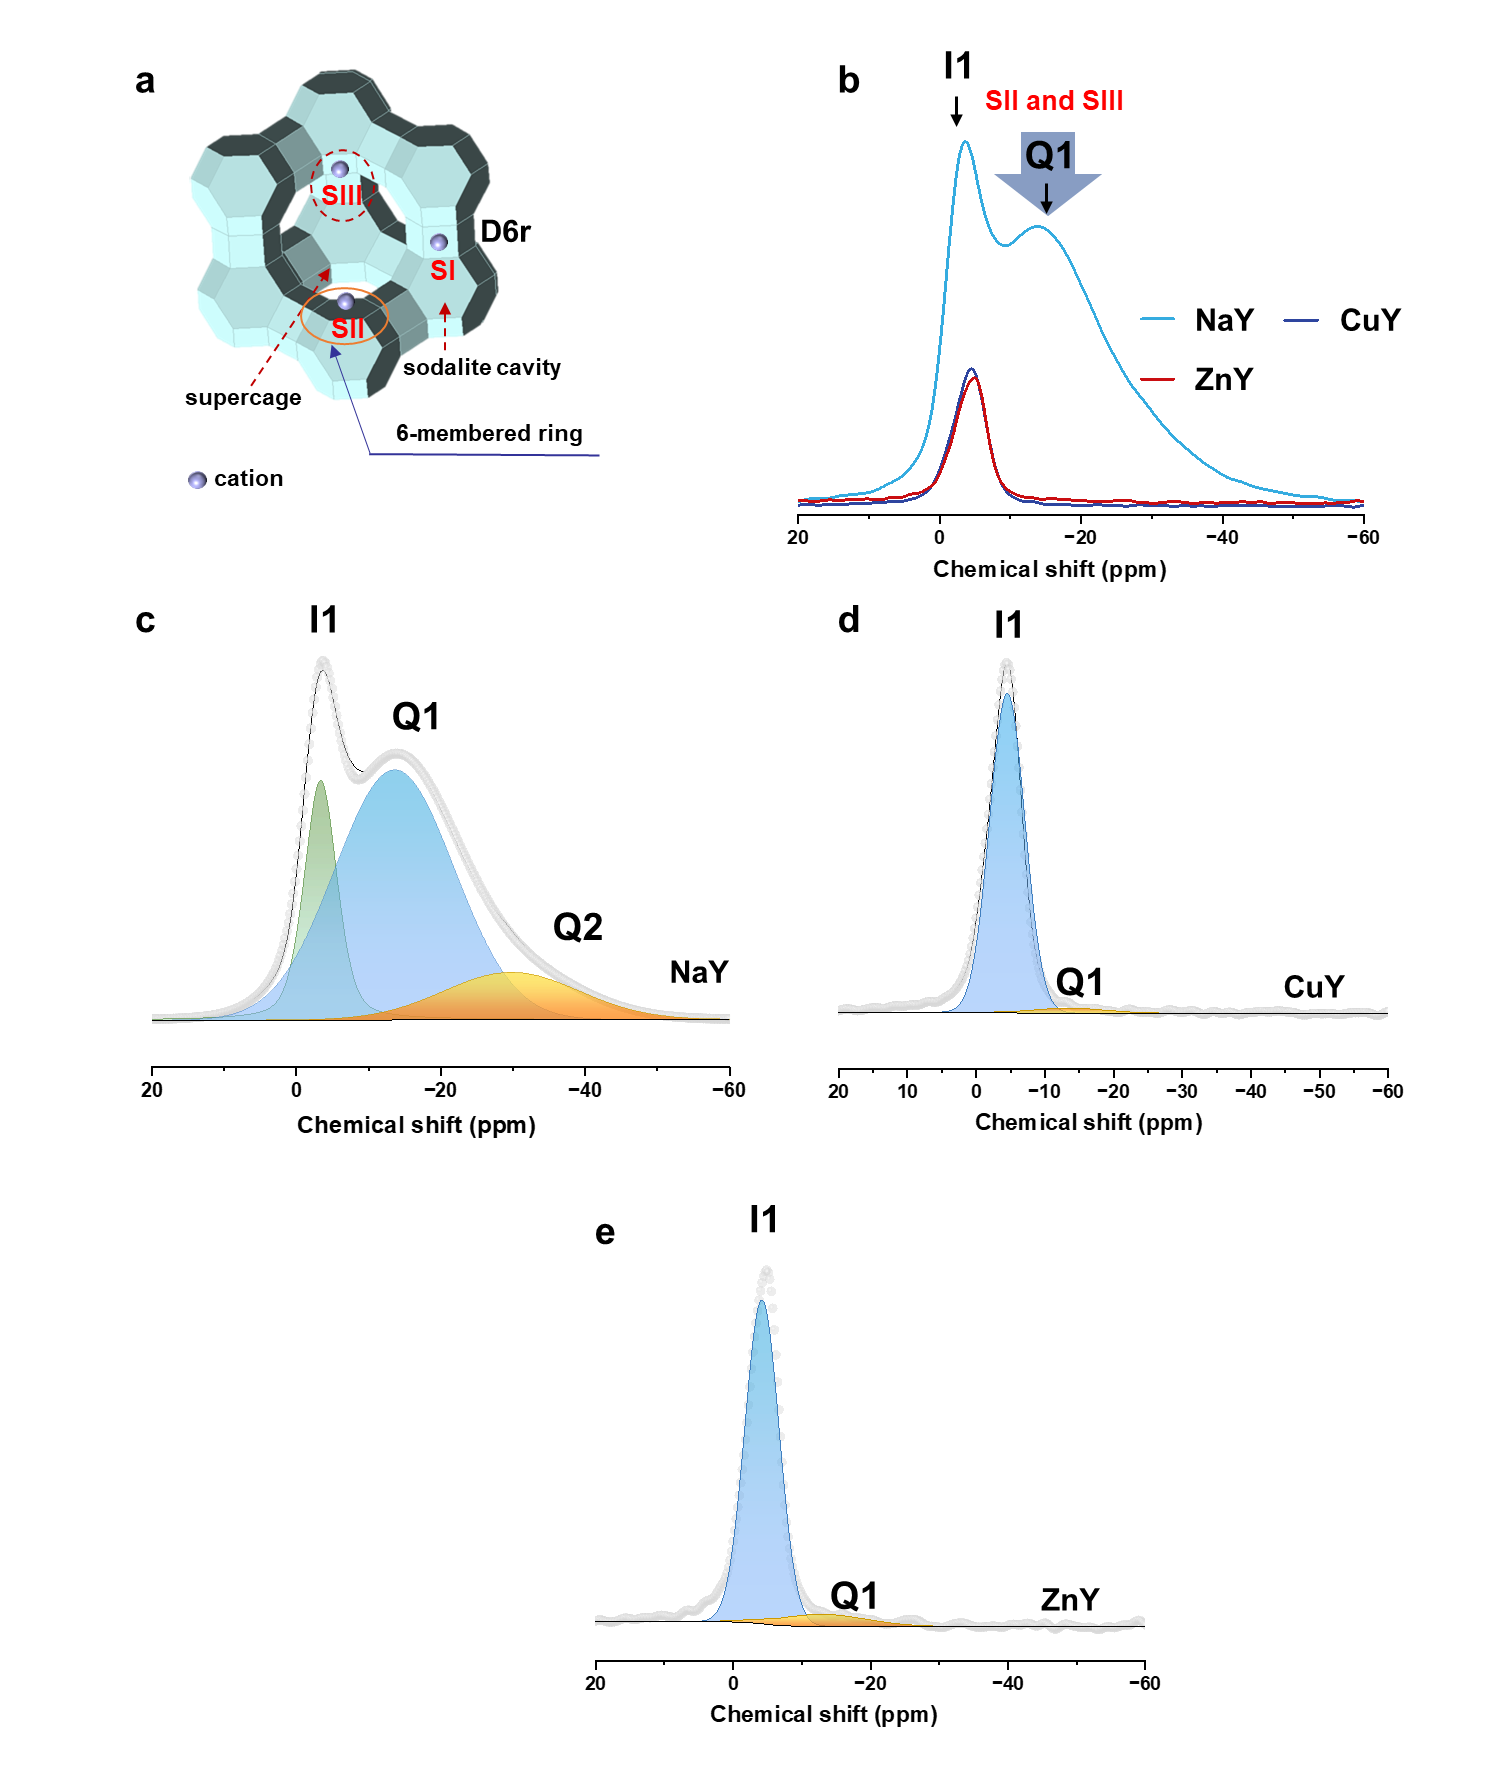 a
SIII
D6r
SI
SII
sodalite cavity
supercage
6-membered ring
cation
b
I1
SII and SIII
Q1
NaY
CuY
ZnY
20 0 −20 −40 −60
Chemical shift (ppm)
c
I1
Q1
Q2
NaY
20 0 −20 −40 −60
Chemical shift (ppm)
d
I1
Q1
CuY
20 10 0 −10 −20 −30 −40 −50 −60
Chemical shift (ppm)
e
I1
Q1
ZnY
20 0 −20 −40 −60
Chemical shift (ppm)